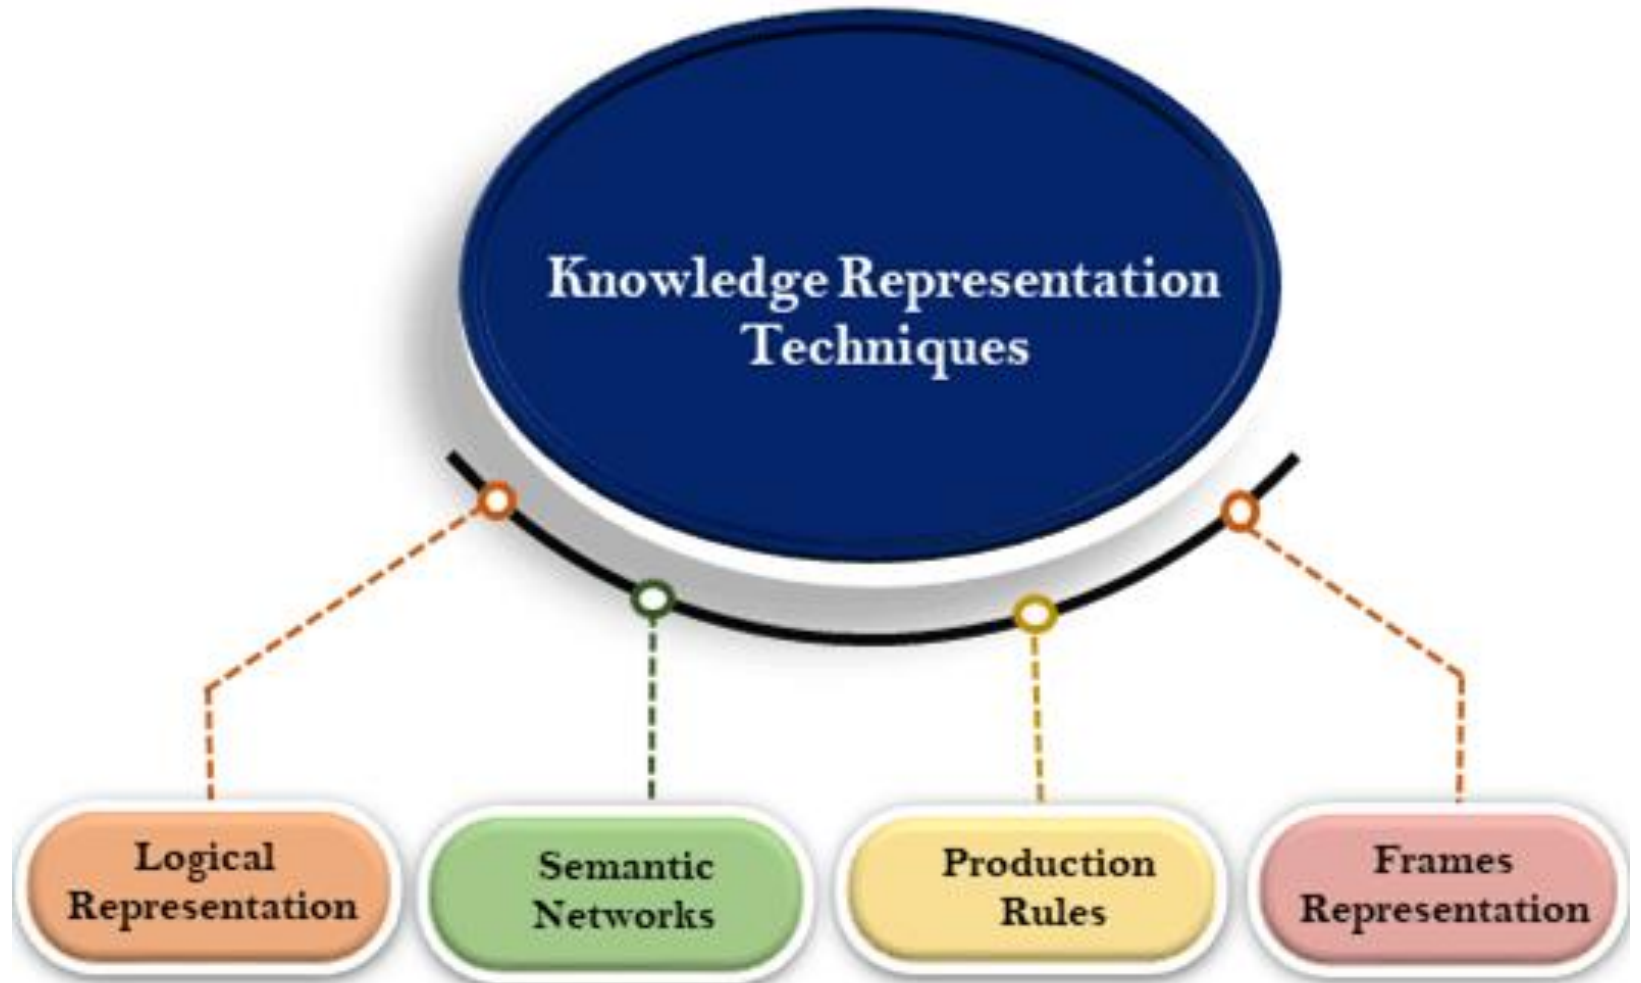 Knowledge Representation
Techniques
Logical
Representation
Semantic
Networks
Production
Rules
Frames
Representation